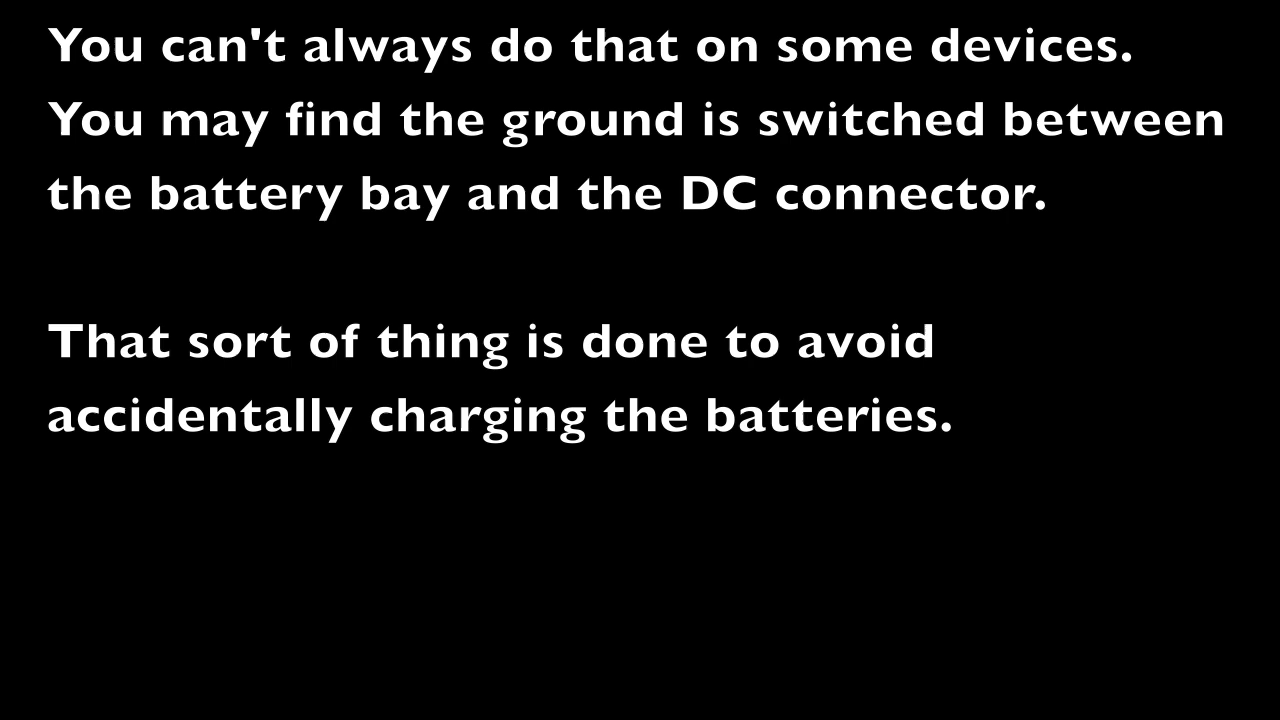 You can't always do that on some devices.
You may find the ground is switched between
the battery bay and the DC connector.
That sort of thing is done to avoid
accidentally charging the batteries.